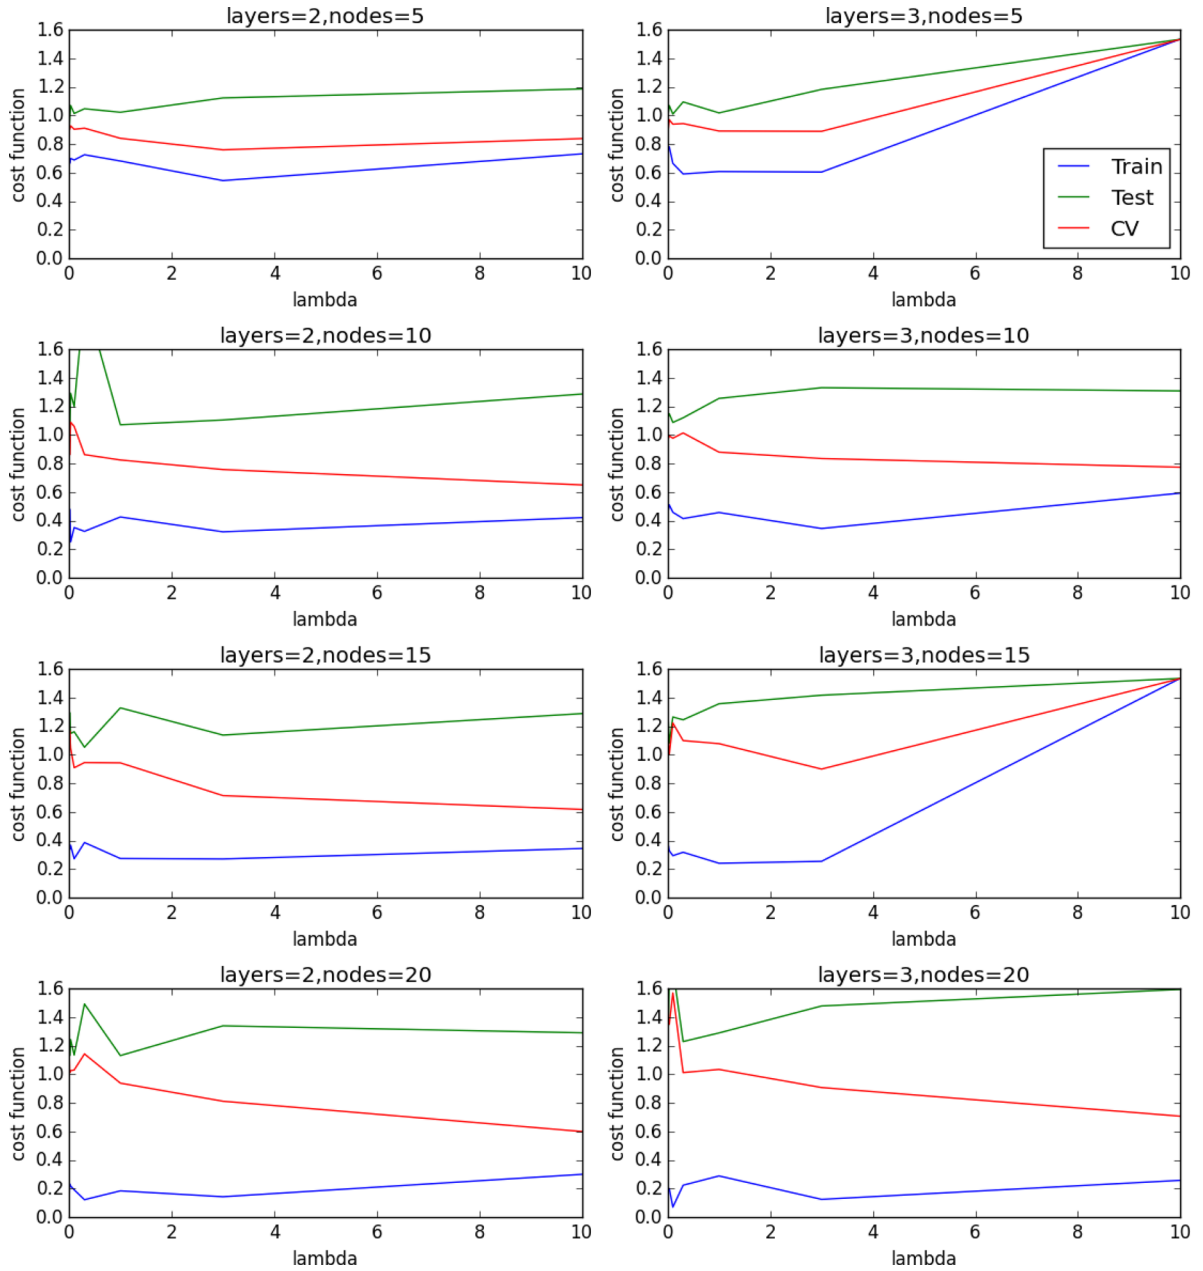 layers=2,nodes=5
cost function
1.6
1.4
1.2
1.0
0.8
0.6
0.4
0.2
0.0
0 2 4 6 8 10
lambda
layers=3,nodes=5
cost function
1.6
1.4
1.2
1.0
0.8
0.6
0.4
0.2
0.0
Train
Test
CV
0 2 4 6 8 10
lambda
layers=2,nodes=10
cost function
1.6
1.4
1.2
1.0
0.8
0.6
0.4
0.2
0.0
0 2 4 6 8 10
lambda
layers=3,nodes=10
cost function
1.6
1.4
1.2
1.0
0.8
0.6
0.4
0.2
0.0
0 2 4 6 8 10
lambda
layers=2,nodes=15
cost function
1.6
1.4
1.2
1.0
0.8
0.6
0.4
0.2
0.0
0 2 4 6 8 10
lambda
layers=3,nodes=15
cost function
1.6
1.4
1.2
1.0
0.8
0.6
0.4
0.2
0.0
0 2 4 6 8 10
lambda
layers=2,nodes=20
cost function
1.6
1.4
1.2
1.0
0.8
0.6
0.4
0.2
0.0
0 2 4 6 8 10
lambda
layers=3,nodes=20
cost function
1.6
1.4
1.2
1.0
0.8
0.6
0.4
0.2
0.0
0 2 4 6 8 10
lambda